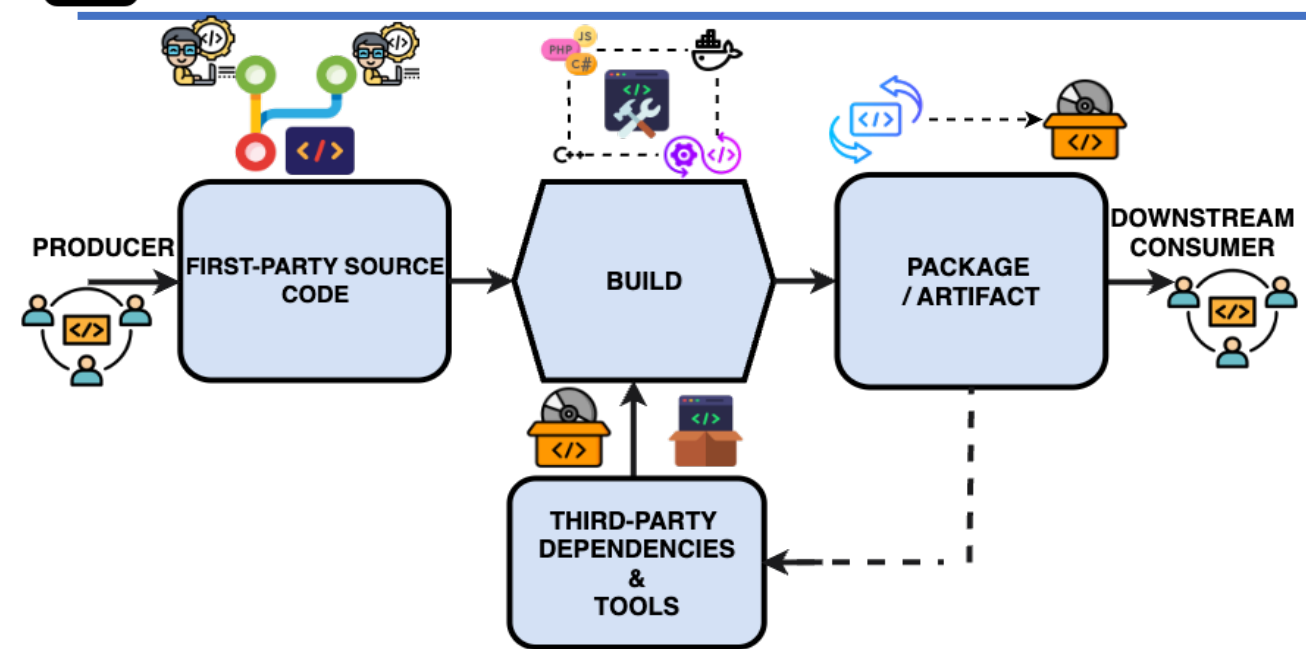 JS
PHP
C#
C++
</>
</>
</>
</>
</>
</>
</>
PRODUCER
FIRST-PARTY SOURCE
CODE
BUILD
PACKAGE
/ ARTIFACT
DOWNSTREAM
CONSUMER
</>
</>
</>
</>
THIRD-PARTY
DEPENDENCIES
&
TOOLS